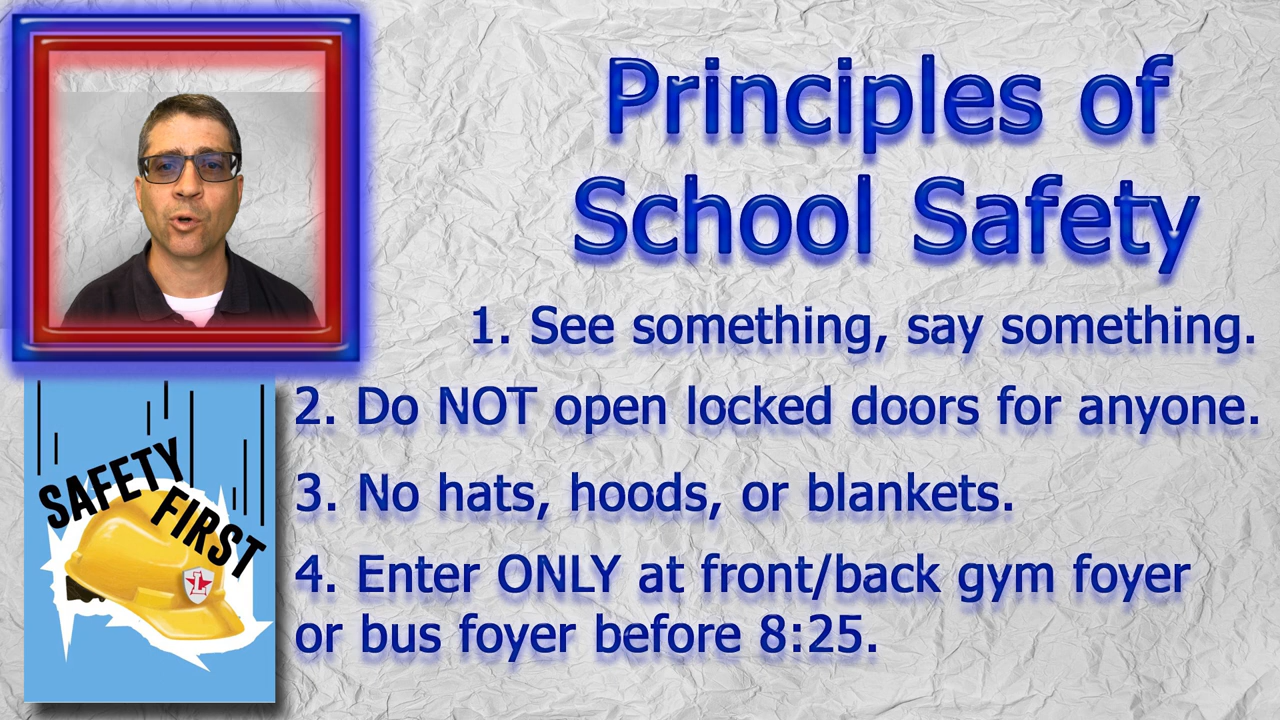 Principles of
School Safety
1. See something, say something.
2. Do NOT open locked doors for anyone.
3. No hats, hoods, or blankets.
4. Enter ONLY at front/back gym foyer
or bus foyer before 8:25.
SAFETY
FIRST
L